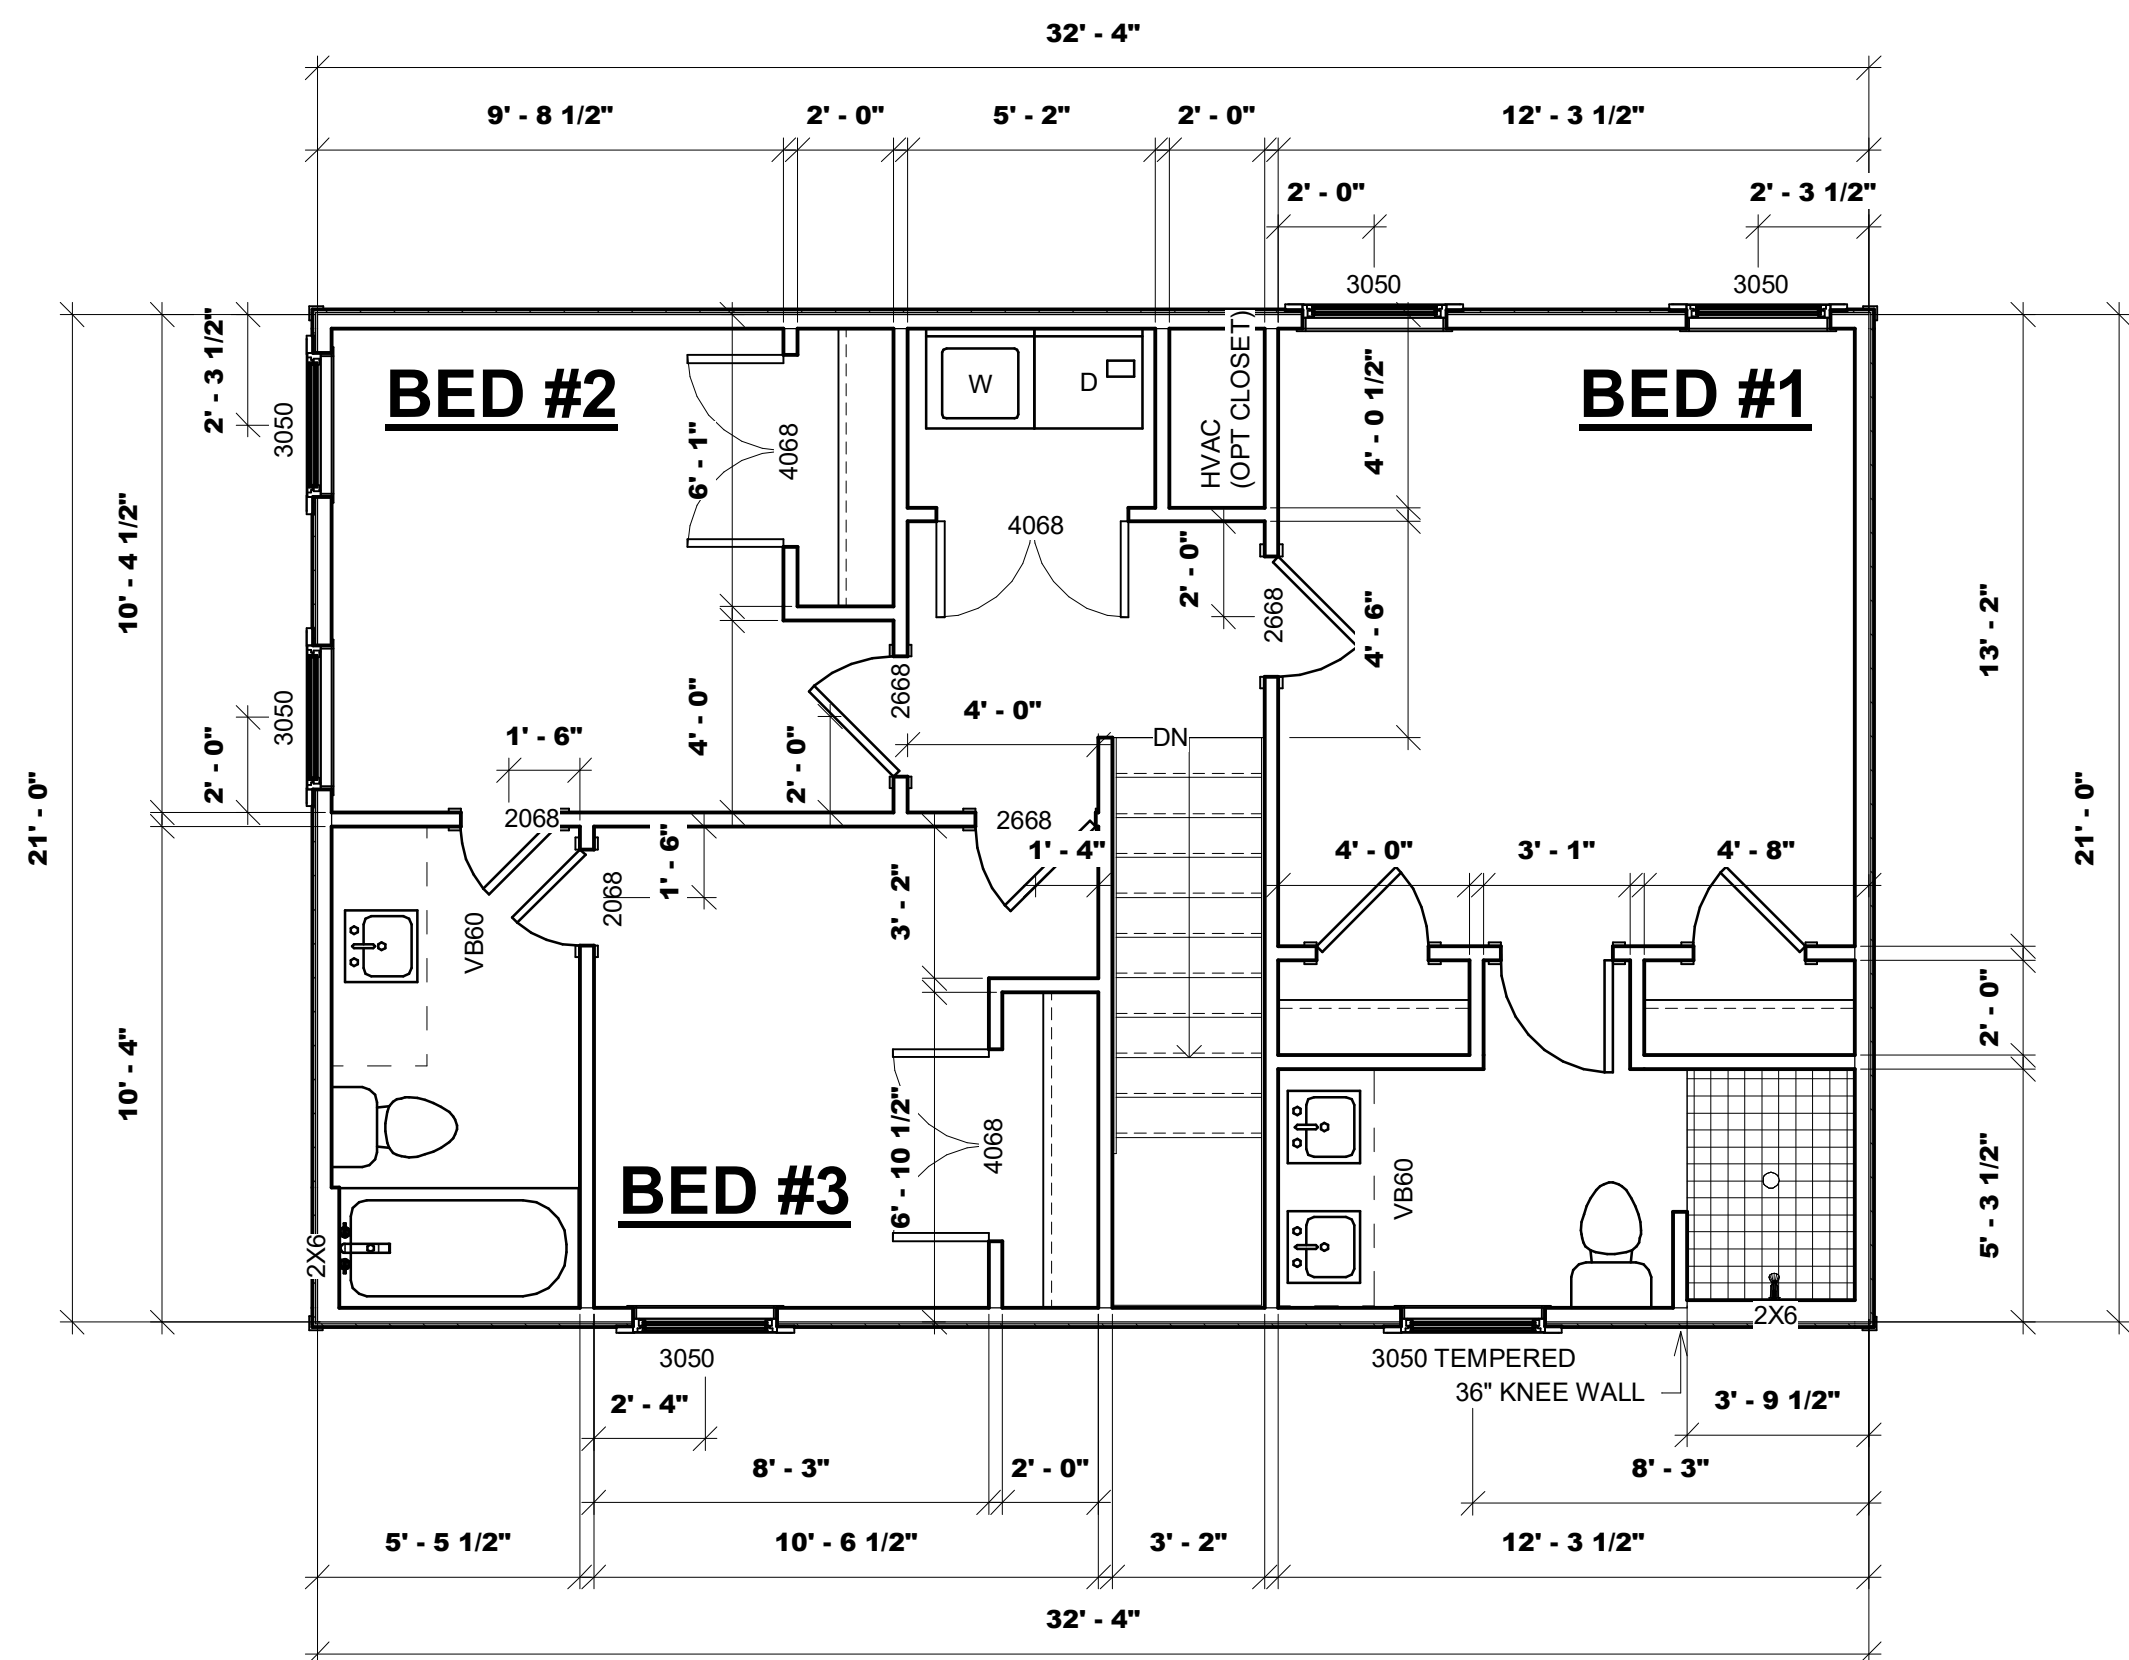 32' - 4"
9' - 8 1/2"
2' - 0"
5' - 2"
2' - 0"
12' - 3 1/2"
2' - 0"
2' - 3 1/2"
3050
3050
2' - 3 1/2"
3050
BED #2
6' - 1"
4068
W
D
HVAC
(OPT CLOSET)
4' - 0 1/2"
BED #1
10' - 4 1/2"
4068
2' - 0"
2668
4' - 6"
13' - 2"
21' - 0"
2' - 0"
3050
1' - 6"
4' - 0"
2' - 0"
2668
4' - 0"
DN
21' - 0"
2068
1' - 6"
2668
1' - 4"
4' - 0"
3' - 1"
4' - 8"
VB60
2068
3' - 2"
2' - 0"
10' - 4"
6' - 10 1/2"
4068
BED #3
VB60
5' - 3 1/2"
2X6
2X6
3050
3050 TEMPERED
36" KNEE WALL
2' - 4"
3' - 9 1/2"
8' - 3"
2' - 0"
8' - 3"
5' - 5 1/2"
10' - 6 1/2"
3' - 2"
12' - 3 1/2"
32' - 4"